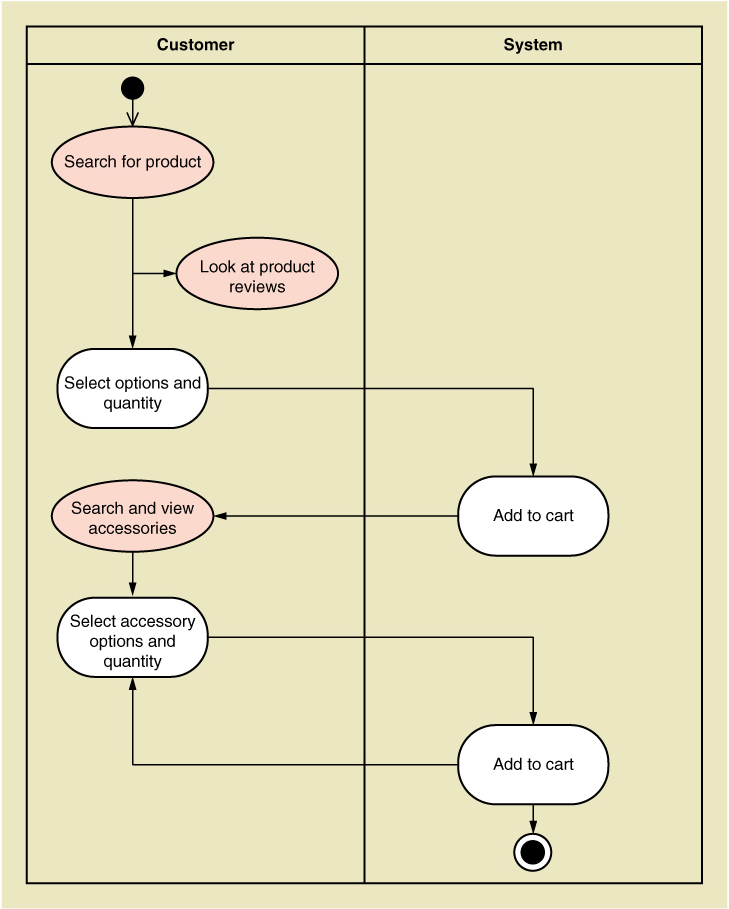 Customer
System
Search for product
Look at product
reviews
Select options and
quantity
Add to cart
Search and view
accessories
Select accessory
options and
quantity
Add to cart